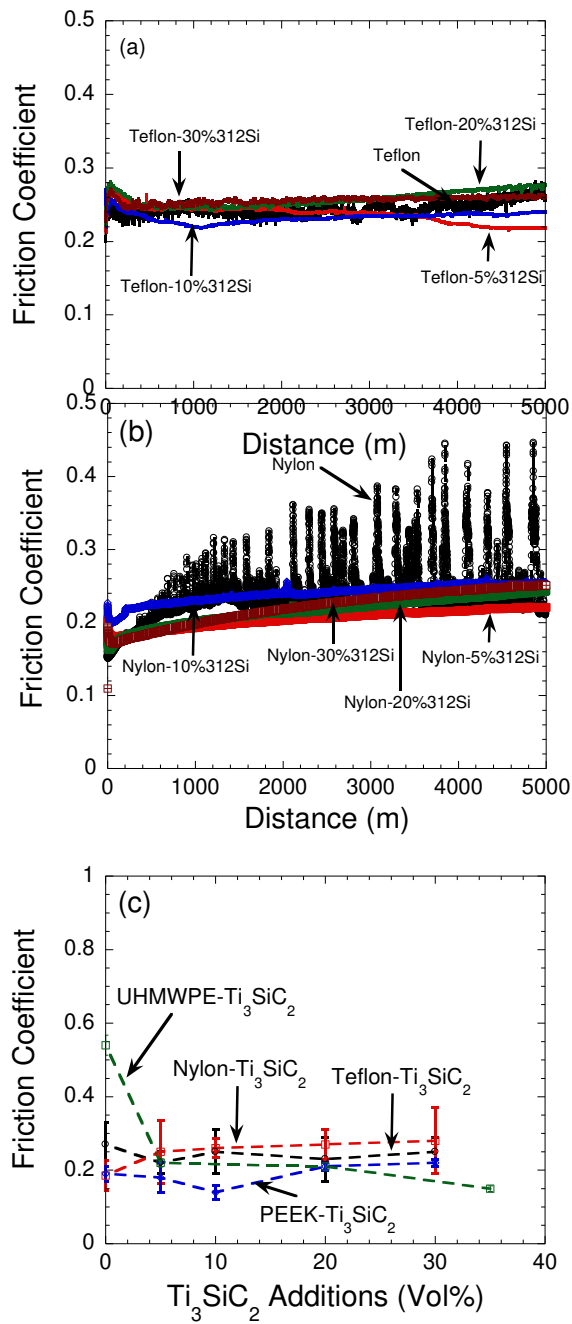 0.5
(a)
0.4
Teflon-30%312Si
Teflon-20%312Si
Teflon
0.3
0.2
Teflon-10%312Si
Teflon-5%312Si
0.1
0
Friction Coefficient
0 1000 2000 3000 4000 5000
Distance (m)
0.5
(b)
Nylon
0.4
0.3
0.2
Nylon-10%312Si
Nylon-30%312Si
Nylon-5%312Si
Nylon-20%312Si
0.1
0
Friction Coefficient
0 1000 2000 3000 4000 5000
Distance (m)
1
(c)
0.8
UHMWPE-Ti₃SiC₂
0.6
Nylon-Ti₃SiC₂
Teflon-Ti₃SiC₂
0.4
0.2
PEEK-Ti₃SiC₂
0
Friction Coefficient
0 10 20 30 40
Ti₃SiC₂ Additions (Vol%)